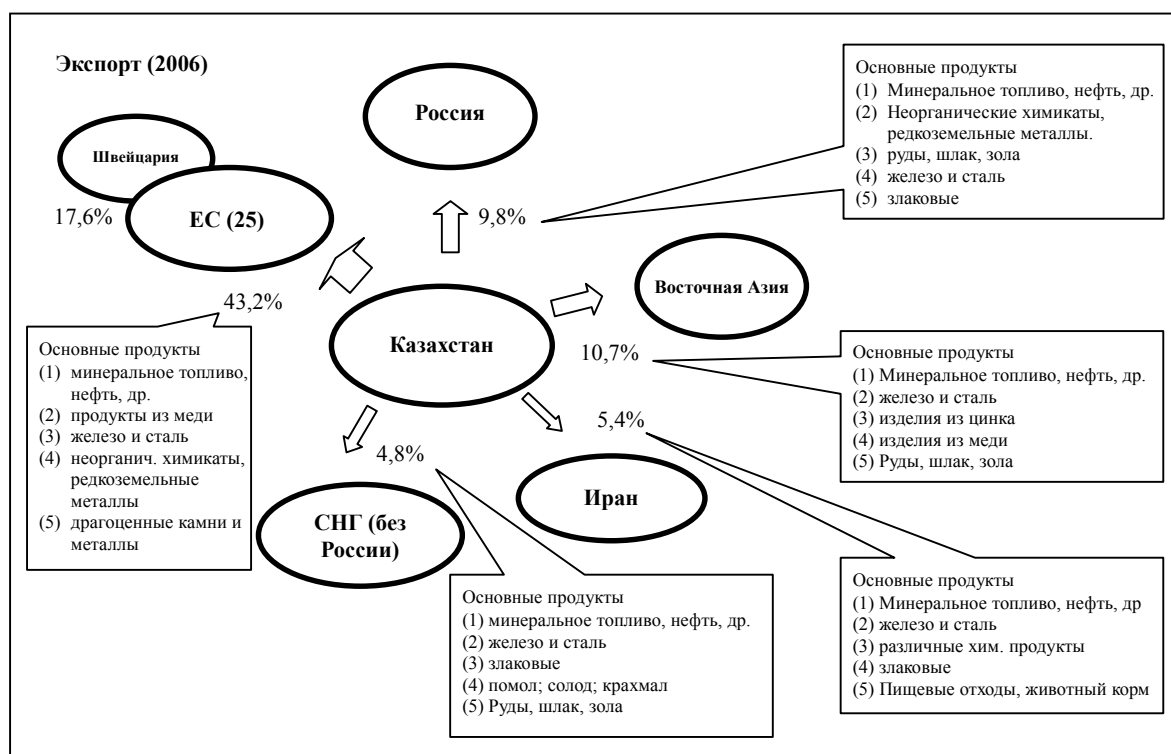 Экспорт (2006)
Россия
Швейцария
17,6%
ЕС (25)
9,8%
Восточная Азия
43,2%
Казахстан
10,7%
5,4%
4,8%
Иран
СНГ (без
России)
Основные продукты
(1) Минеральное топливо, нефть, др.
(2) Неорганические химикаты,
редкоземельные металлы.
(3) руды, шлак, зола
(4) железо и сталь
(5) злаковые
Основные продукты
(1) минеральное топливо,
нефть, др.
(2) продукты из меди
(3) железо и сталь
(4) неорганич. химикаты,
редкоземельные
металлы
(5) драгоценные камни и
металлы
Основные продукты
(1) Минеральное топливо, нефть, др.
(2) железо и сталь
(3) изделия из цинка
(4) изделия из меди
(5) Руды, шлак, зола
Основные продукты
(1) минеральное топливо, нефть, др.
(2) железо и сталь
(3) злаковые
(4) помол; солод; крахмал
(5) Руды, шлак, зола
Основные продукты
(1) Минеральное топливо, нефть, др
(2) железо и сталь
(3) различные хим. продукты
(4) злаковые
(5) Пищевые отходы, животный корм